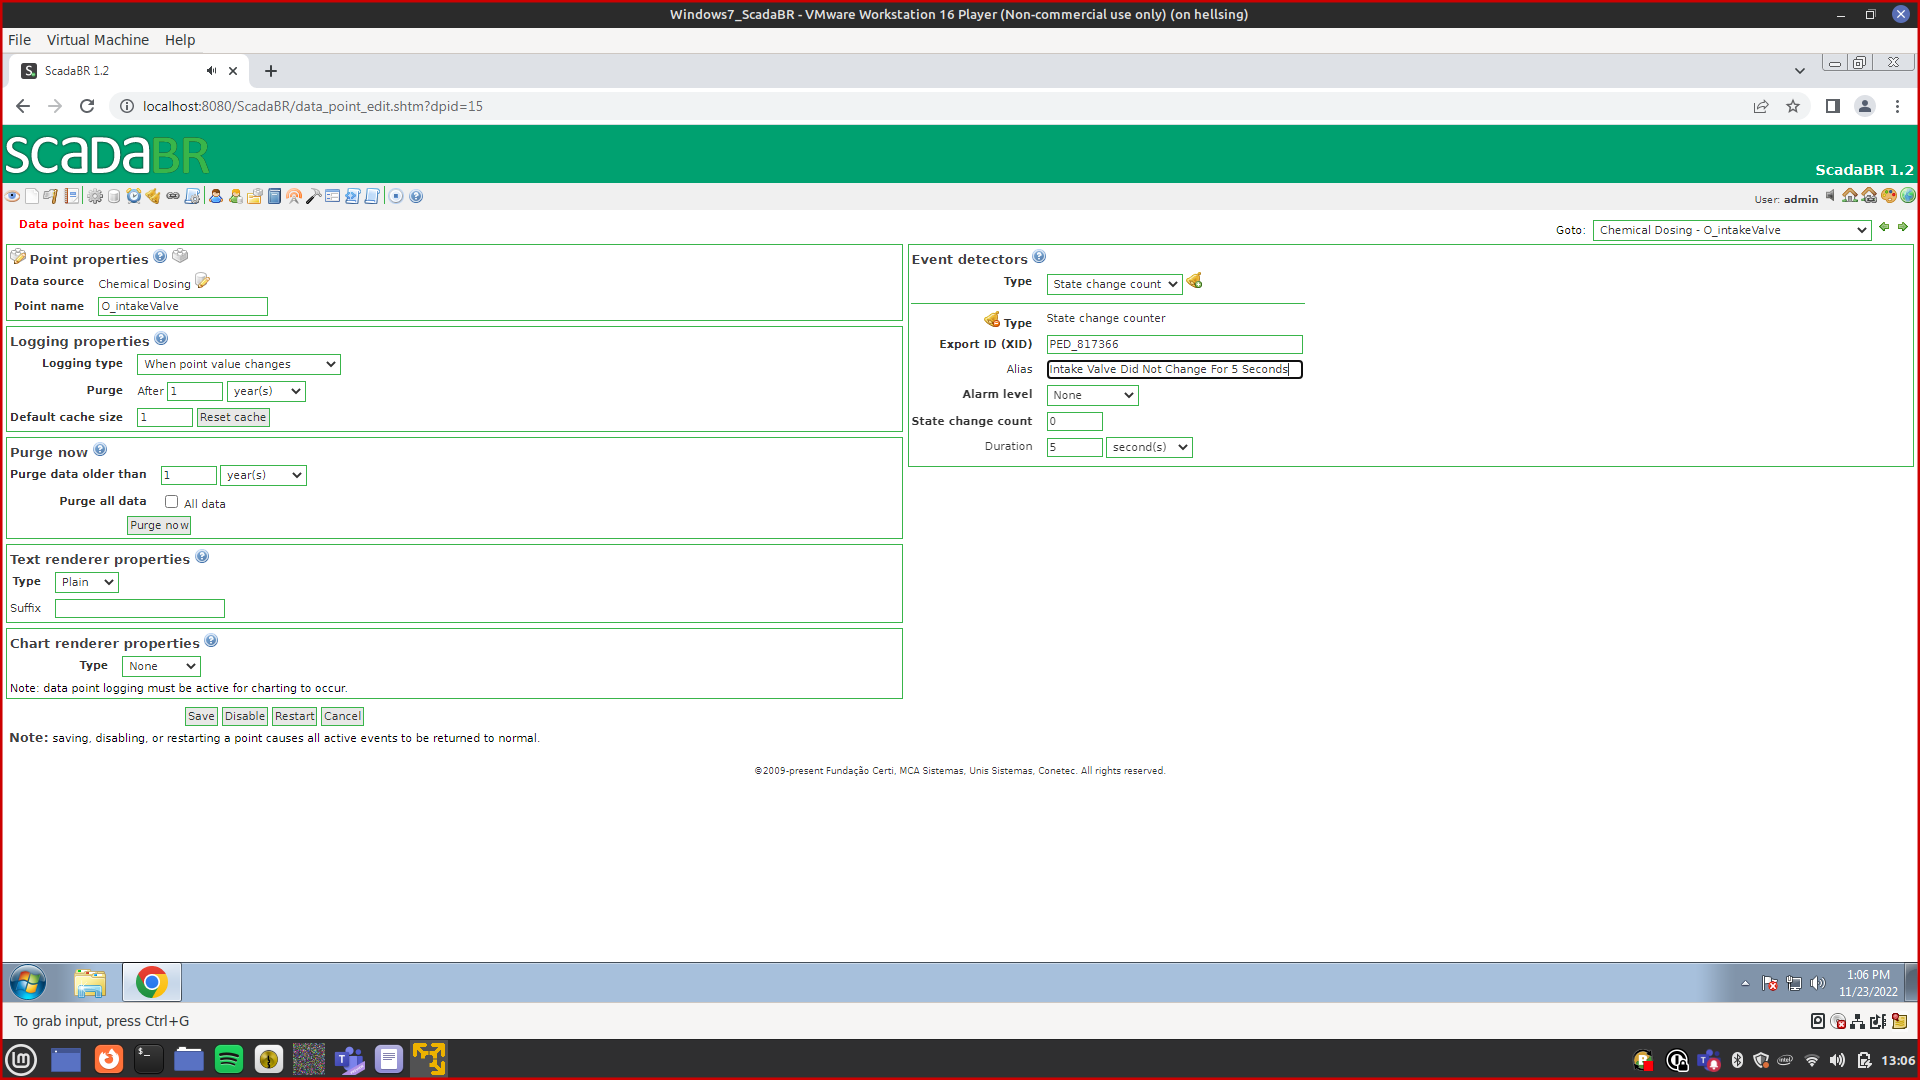 Windows7_ScadaBR - VMware Workstation 16 Player (Non-commercial use only) (on hellsing)
File Virtual Machine Help
ScadaBR 1.2
localhost:8080/ScadaBR/data_point_edit.shtm?dpid=15
SCADABR
ScadaBR 1.2
User: admin
Data point has been saved
Goto: Chemical Dosing - O_intakeValve
Point properties
Data source Chemical Dosing
Point name O_intakeValve
Logging properties
Logging type When point value changes
Purge After 1 year(s)
Default cache size 1 Reset cache
Purge now
Purge data older than 1 year(s)
Purge all data All data
Purge now
Text renderer properties
Type Plain
Suffix
Chart renderer properties
Type None
Note: data point logging must be active for charting to occur.
Save Disable Restart Cancel
Note: saving, disabling, or restarting a point causes all active events to be returned to normal.
Event detectors
Type State change count
Type State change counter
Export ID (XID) PED_817366
Alias Intake Valve Did Not Change For 5 Seconds
Alarm level None
State change count 0
Duration 5 second(s)
©2009-present Fundação Certi, MCA Sistemas, Unis Sistemas, Conetec. All rights reserved.
1:06 PM
11/23/2022
To grab input, press Ctrl+G
13:06